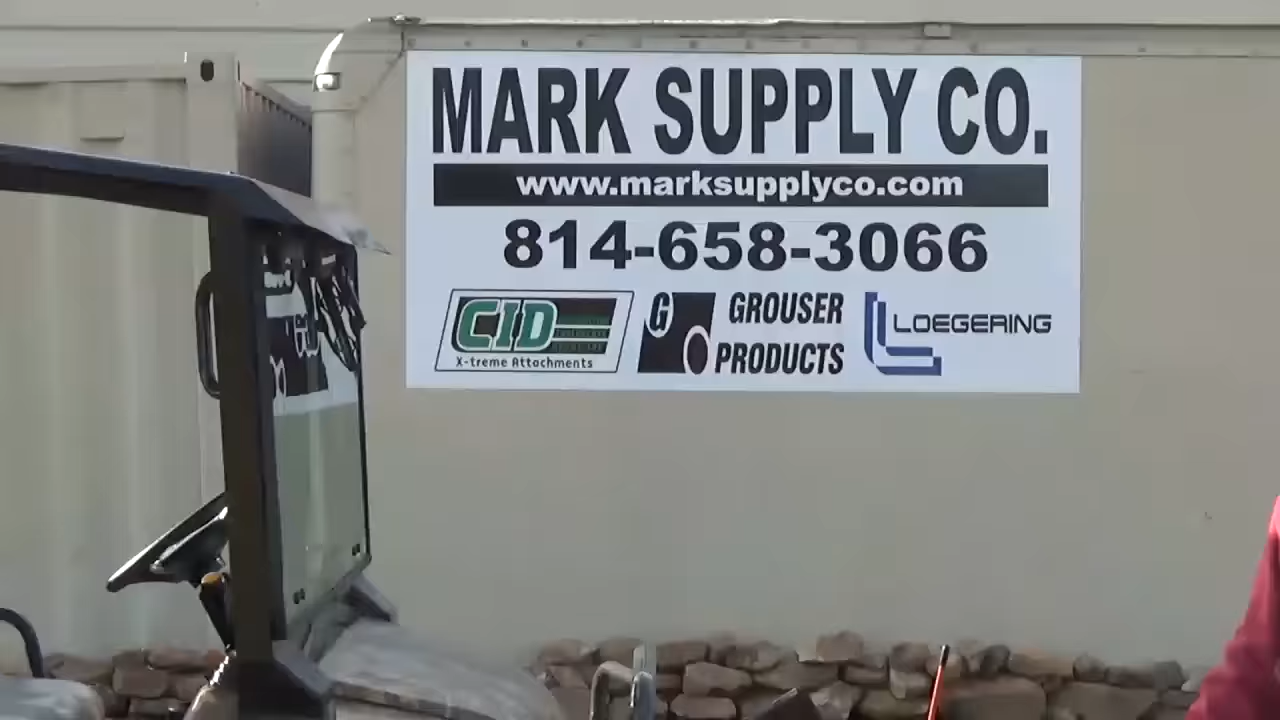 MARK SUPPLY CO.
www.marksupplyco.com
814-658-3066
CID
X-treme Attachments
G
GROUSER
PRODUCTS
LOEGERING